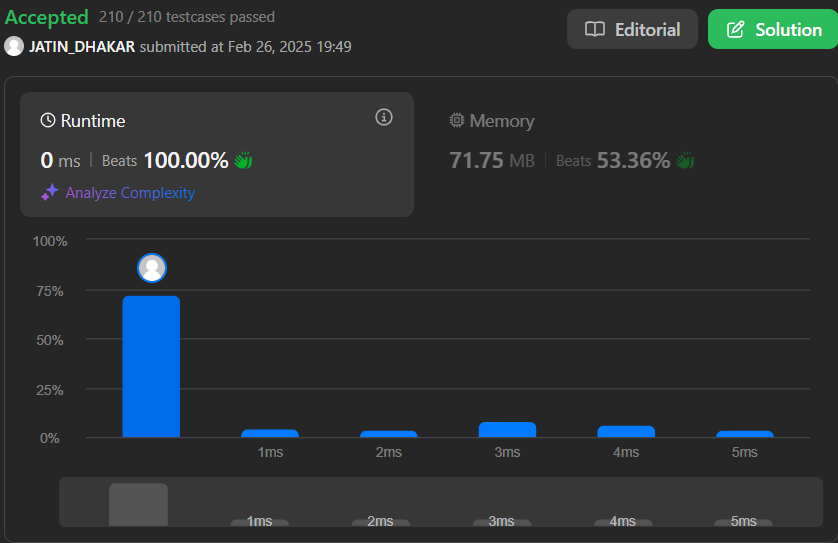 Accepted 210 / 210 testcases passed
Editorial
Solution
JATIN_DHAKAR submitted at Feb 26, 2025 19:49
Runtime
Memory
0 ms | Beats 100.00%
71.75 MB | Beats 53.36%
Analyze Complexity
100%
75%
50%
25%
0%
1ms 2ms 3ms 4ms 5ms
1ms 2ms 3ms 4ms 5ms